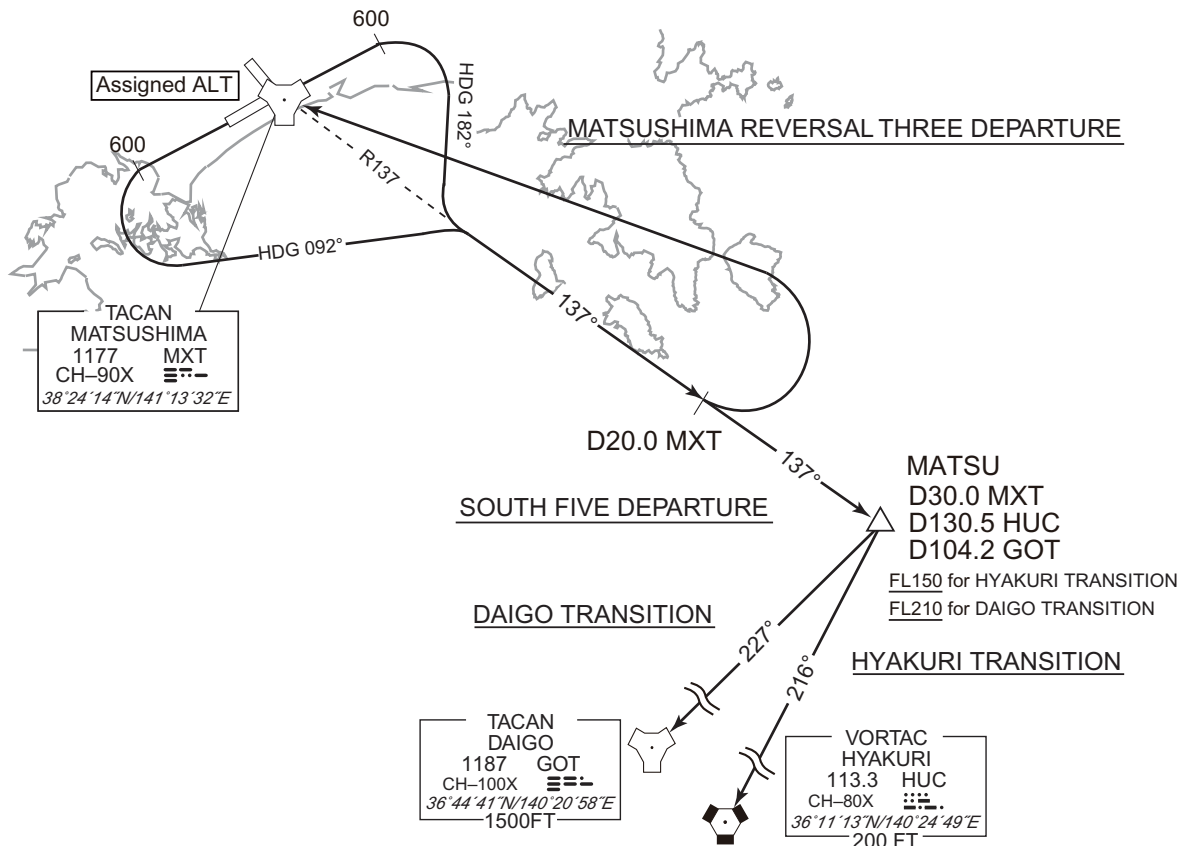 600
Assigned ALT
HDG 182°
MATSUSHIMA REVERSAL THREE DEPARTURE
600
R137
HDG 092°
137°
TACAN
MATSUSHIMA
1177 MXT
CH–90X
38°24´14˝N/141°13´32˝E
D20.0 MXT
137°
MATSU
D30.0 MXT
D130.5 HUC
D104.2 GOT
SOUTH FIVE DEPARTURE
FL150 for HYAKURI TRANSITION
FL210 for DAIGO TRANSITION
DAIGO TRANSITION
227°
216°
HYAKURI TRANSITION
TACAN
DAIGO
1187 GOT
CH–100X
36°44´41˝N/140°20´58˝E
1500FT
VORTAC
HYAKURI
113.3 HUC
CH–80X
36°11´13˝N/140°24´49˝E
200 FT